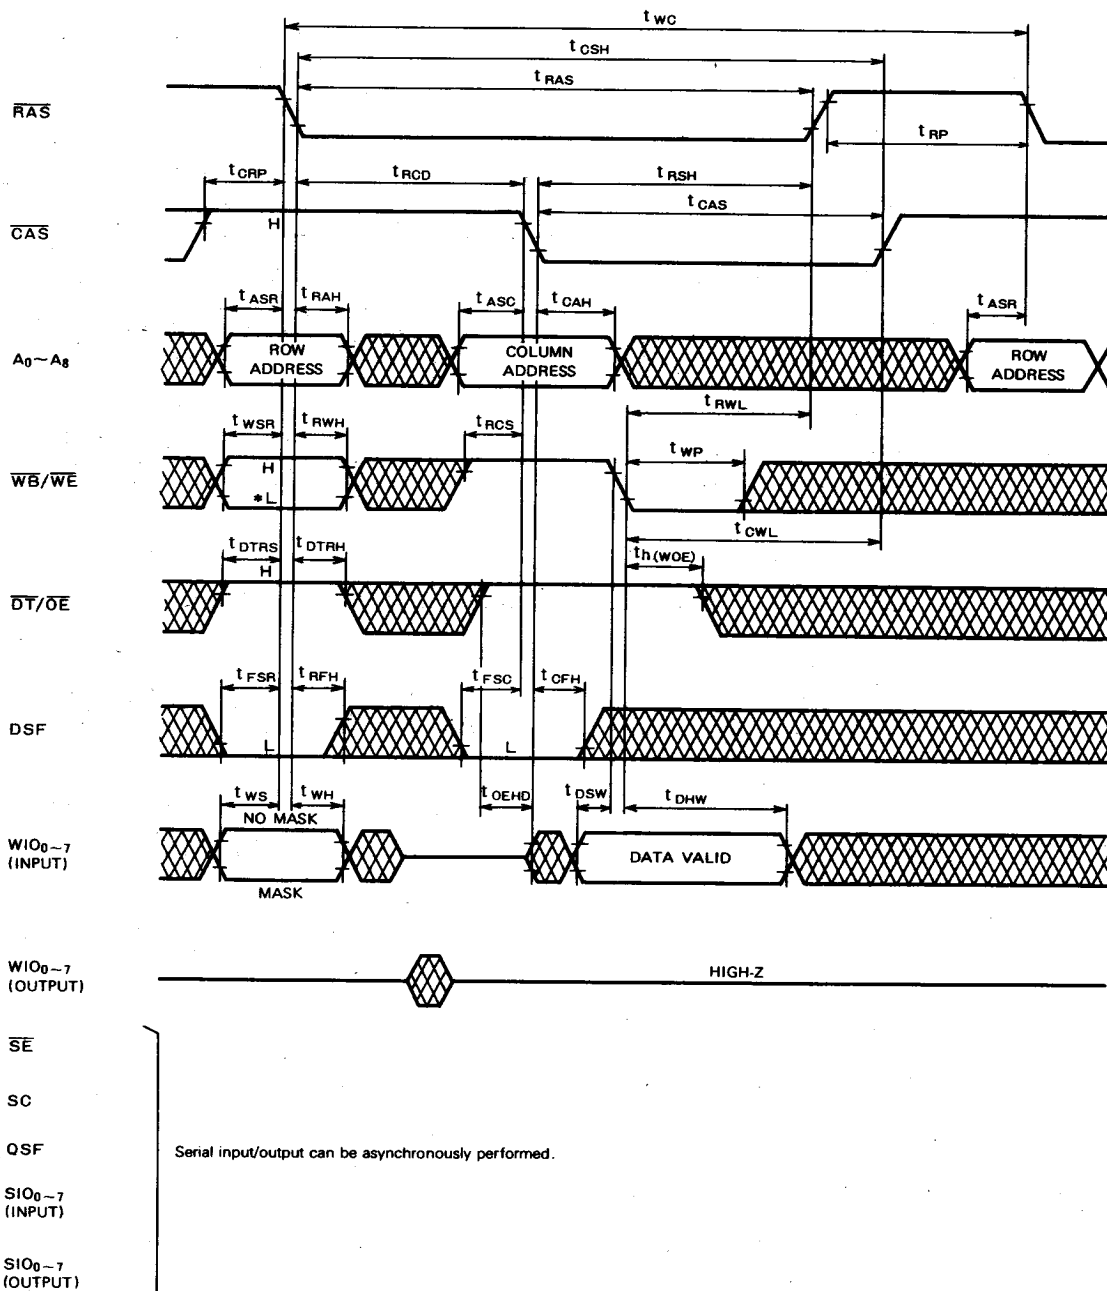 tWC
tCSH
tRAS
RAS
tRP
tCRP
tRCD
tRSH
tCAS
CAS
H
tASR
tRAH
tASC
tCAH
tASR
A0~A8
ROW
ADDRESS
COLUMN
ADDRESS
ROW
ADDRESS
tRWL
tWSR
tRWH
tRCS
tWP
WB/WE
H
*L
tCWL
tDTRS
tDTRH
th(WOE)
H
DT/OE
tFSR
tRFH
tFSC
tCFH
DSF
L
L
tWS
tWH
tOEHD
tDSW
tDHW
NO MASK
WIO0~7
(INPUT)
DATA VALID
MASK
WIO0~7
(OUTPUT)
HIGH-Z
SE
SC
QSF
Serial input/output can be asynchronously performed.
SIO0~7
(INPUT)
SIO0~7
(OUTPUT)